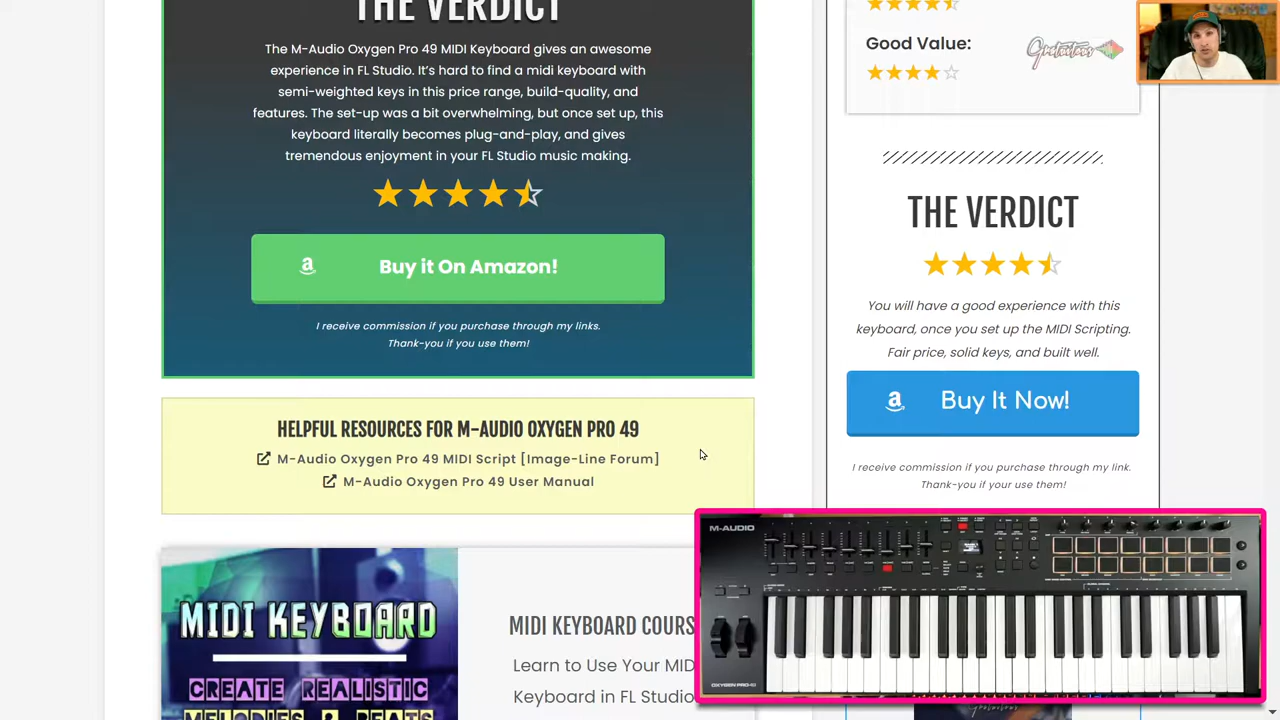 THE VERDICT
The M-Audio Oxygen Pro 49 MIDI Keyboard gives an awesome
experience in FL Studio. It's hard to find a midi keyboard with
semi-weighted keys in this price range, build-quality, and
features. The set-up was a bit overwhelming, but once set up, this
keyboard literally becomes plug-and-play, and gives
tremendous enjoyment in your FL Studio music making.
Buy it On Amazon!
I receive commission if you purchase through my links.
Thank-you if you use them!
HELPFUL RESOURCES FOR M-AUDIO OXYGEN PRO 49
M-Audio Oxygen Pro 49 MIDI Script [Image-Line Forum]
M-Audio Oxygen Pro 49 User Manual
MIDI KEYBOARD
CREATE REALISTIC
MELODIES & BEATS
MIDI KEYBOARD COURS
Learn to Use Your MID
Keyboard in FL Studio
Good Value:
THE VERDICT
You will have a good experience with this
keyboard, once you set up the MIDI Scripting.
Fair price, solid keys, and built well.
Buy It Now!
I receive commission if you purchase through my link.
Thank-you if your use them!
M-AUDIO